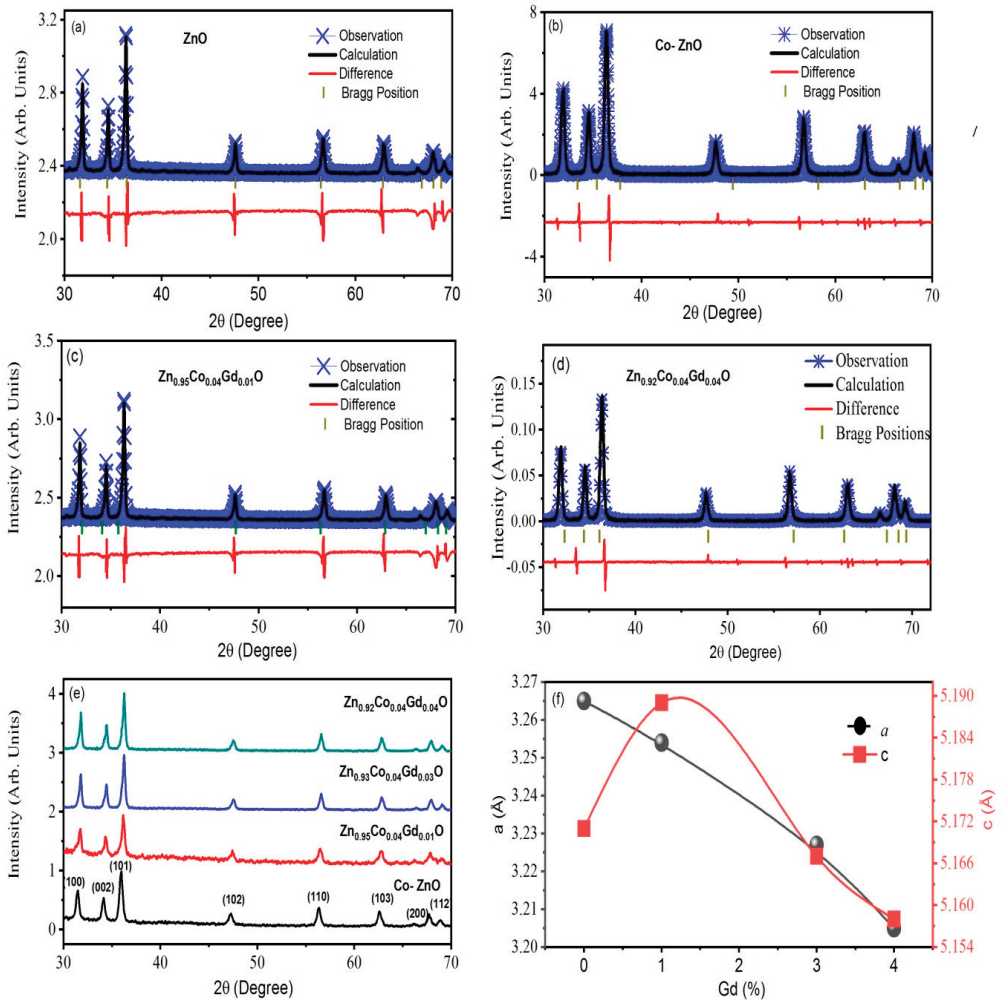 (a)
ZnO
Observation
Calculation
Difference
Bragg Position
Intensity (Arb. Units)
3.2
2.8
2.4
2.0
30 40 50 60 70
2θ (Degree)
(b)
Co- ZnO
Observation
Calculation
Difference
Bragg Position
Intensity (Arb. Units)
8
4
0
-4
30 40 50 60 70
2θ (Degree)
/
(c)
Zn0.95Co0.04Gd0.01O
Observation
Calculation
Difference
Bragg Position
Intensity (Arb. Units)
3.5
3.0
2.5
2.0
30 40 50 60 70
2θ (Degree)
(d)
Zn0.92Co0.04Gd0.04O
Observation
Calculation
Difference
Bragg Positions
Intensity (Arb. Units)
0.15
0.10
0.05
0.00
-0.05
30 40 50 60 70
2θ (Degree)
(e)
Zn0.92Co0.04Gd0.04O
Zn0.93Co0.04Gd0.03O
Zn0.95Co0.04Gd0.01O
Co- ZnO
(100)
(002)
(101)
(102)
(110)
(103)
(200)
(112
Intensity (Arb. Units)
4
3
2
1
0
30 40 50 60 70
2θ (Degree)
(f)
a
c
a (Å)
3.27
3.26
3.25
3.24
3.23
3.22
3.21
3.20
0 1 2 3 4
Gd (%)
5.190
5.184
5.178
5.172
5.166
5.160
5.154
c (Å)